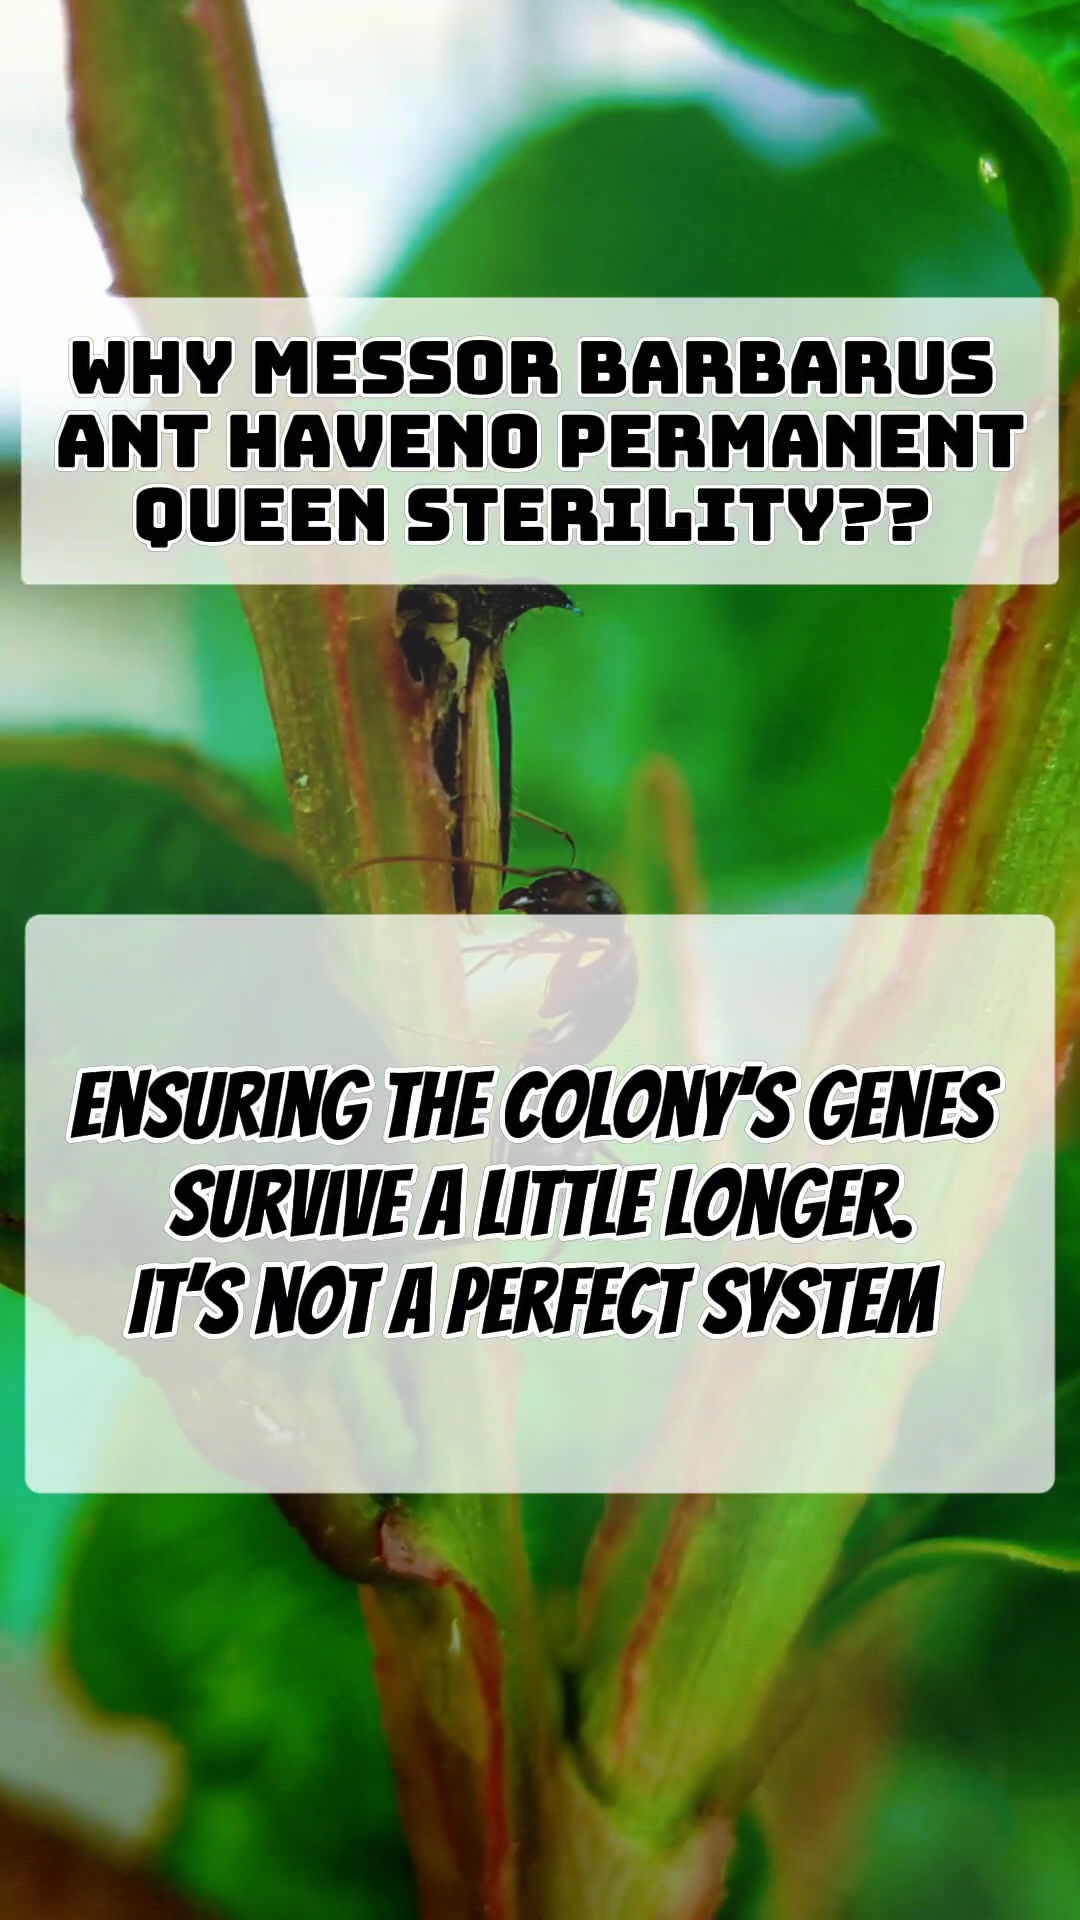 WHY MESSOR BARBARUS
ANT HAVENO PERMANENT
QUEEN STERILITY??
ENSURING THE COLONY'S GENES
SURVIVE A LITTLE LONGER.
IT'S NOT A PERFECT SYSTEM